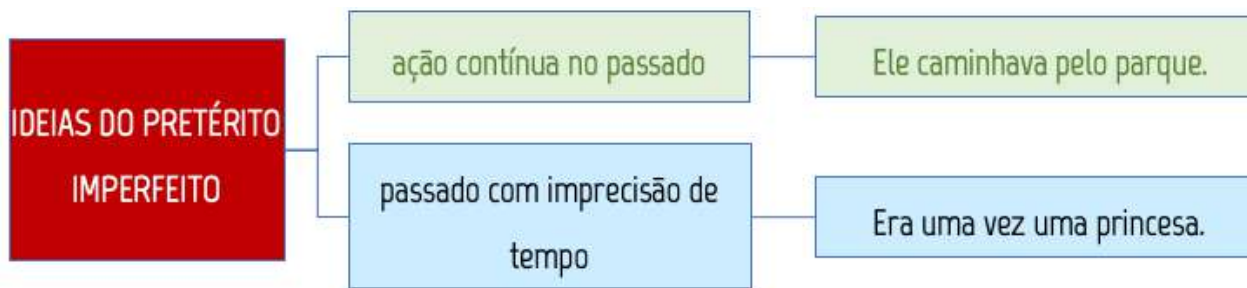 IDEIAS DO PRETÉRITO
IMPERFEITO
ação contínua no passado
Ele caminhava pelo parque.
passado com imprecisão de
tempo
Era uma vez uma princesa.